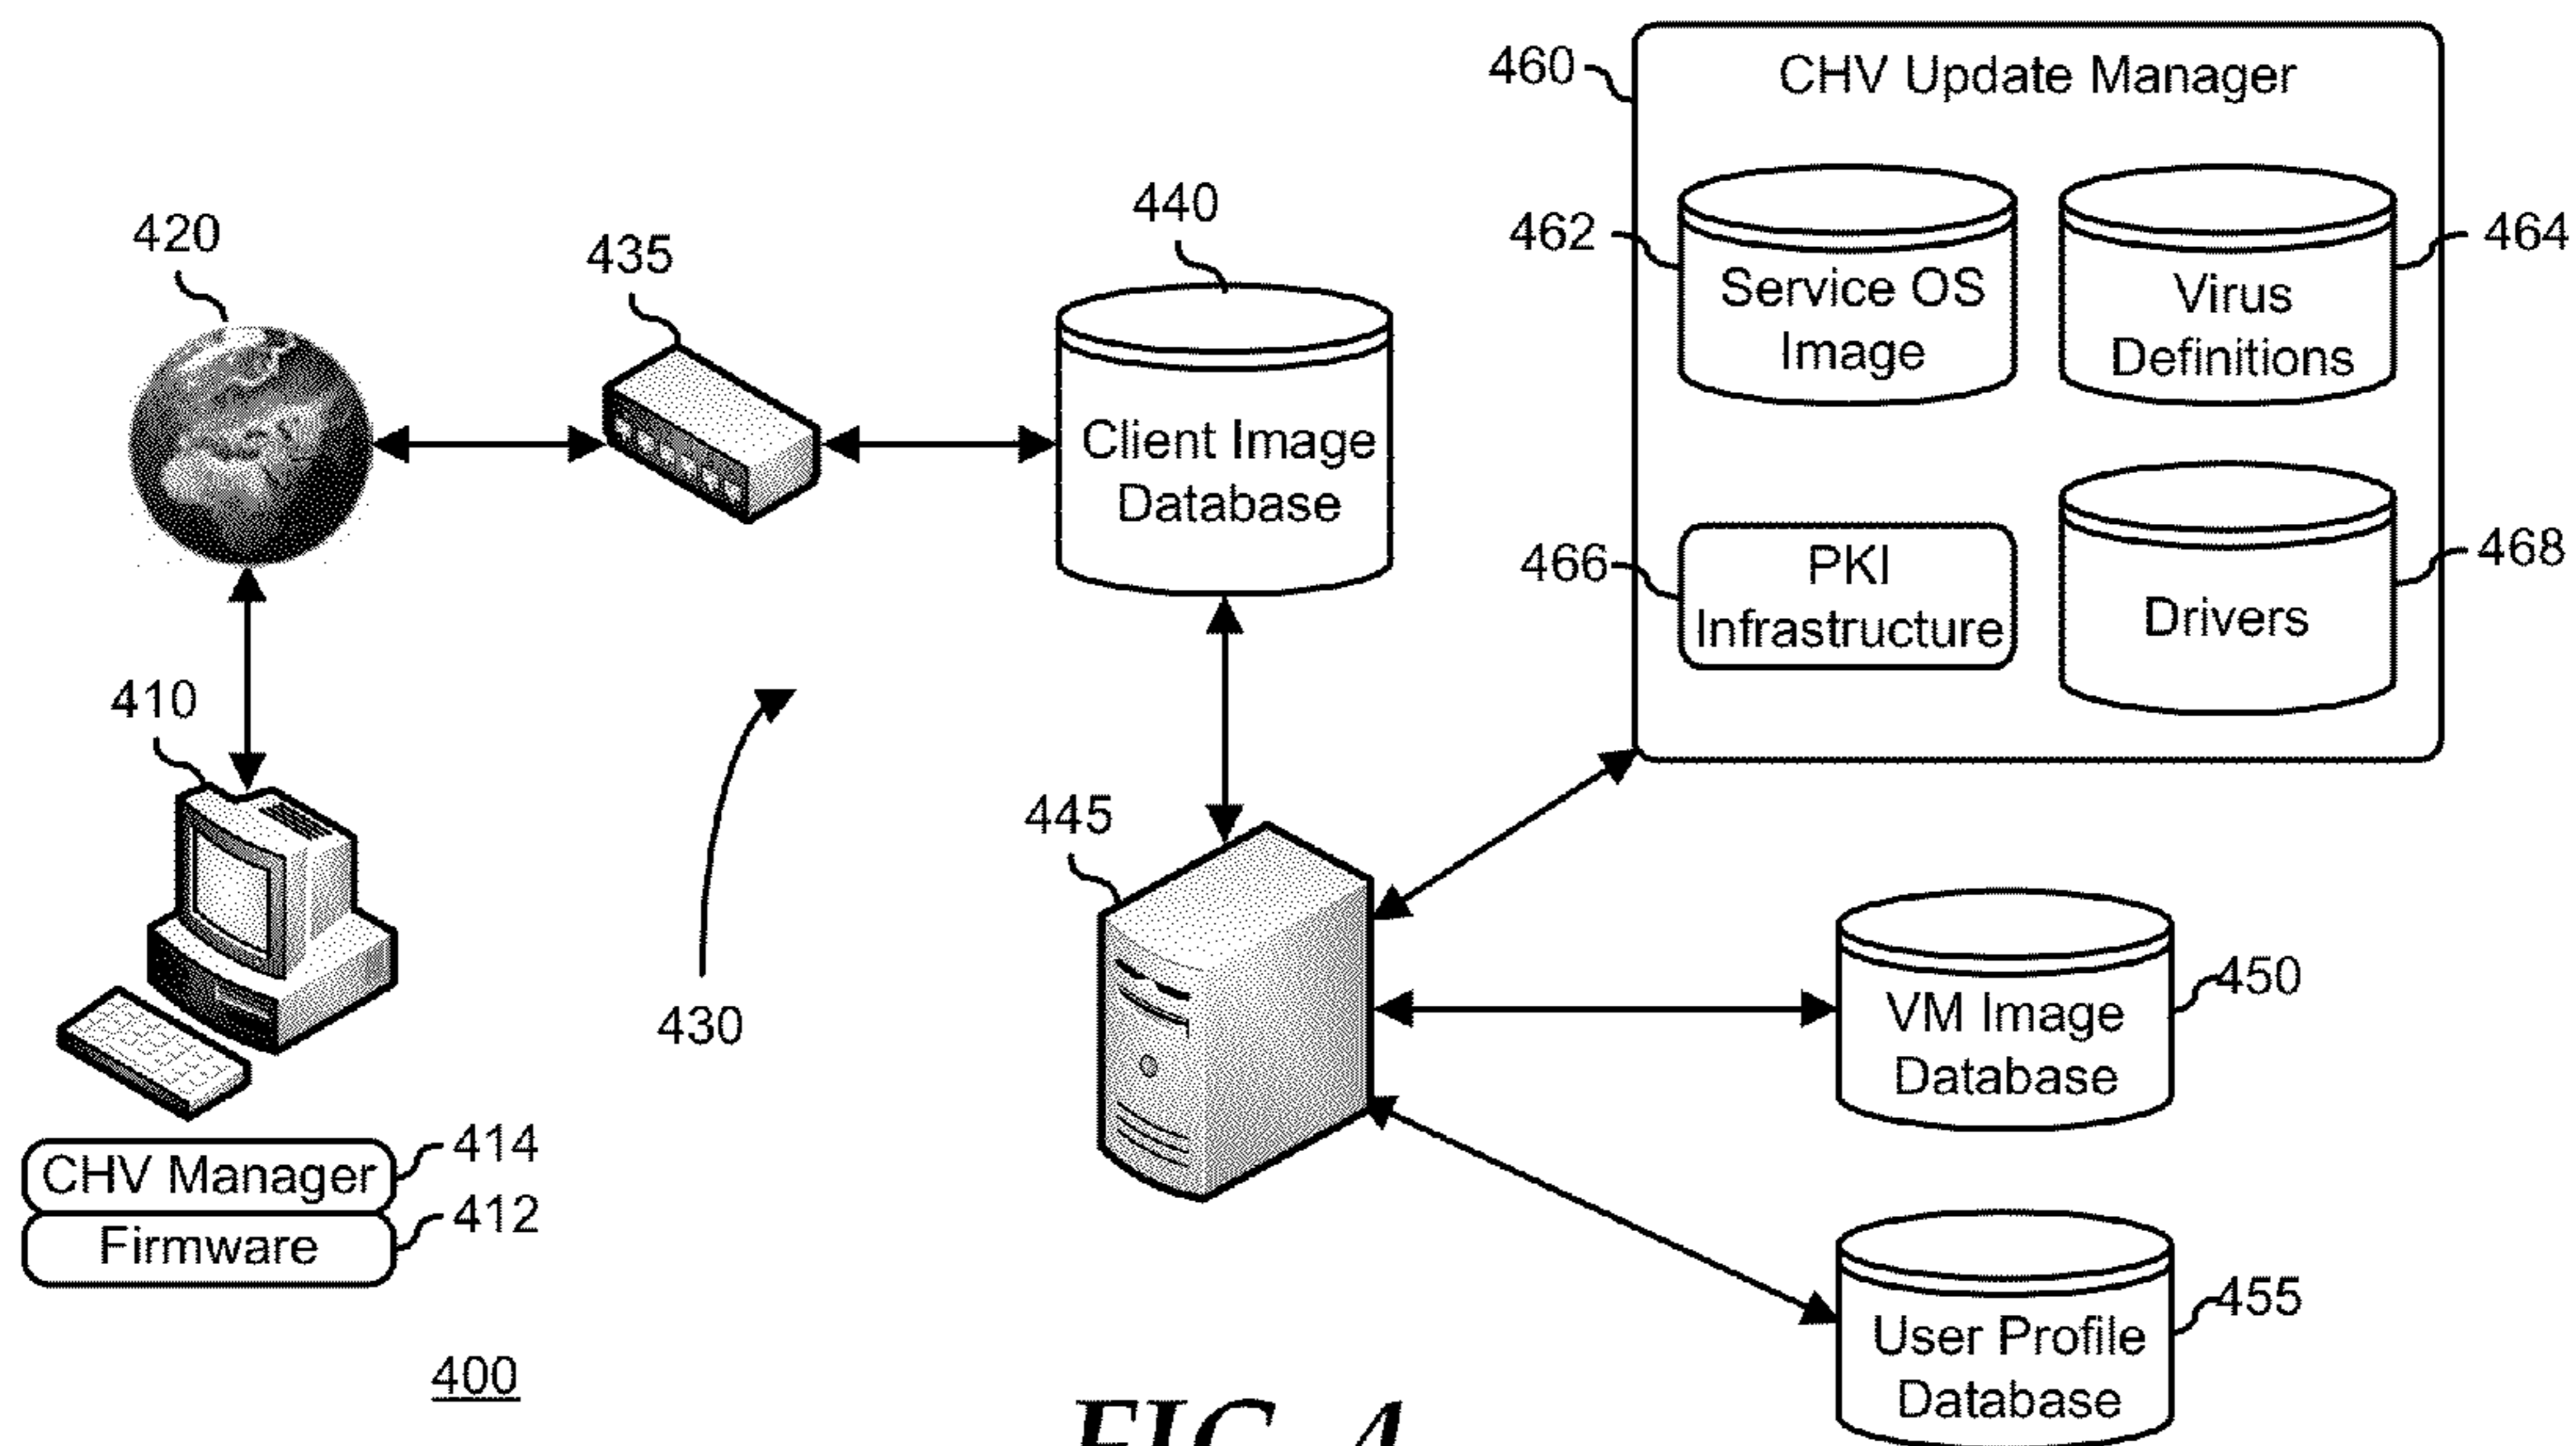 460
CHV Update Manager
462
Service OS
Image
464
Virus
Definitions
466
PKI
Infrastructure
468
Drivers
420
435
440
Client Image
Database
410
430
445
450
VM Image
Database
455
User Profile
Database
CHV Manager
414
Firmware
412
400
FIG. 4